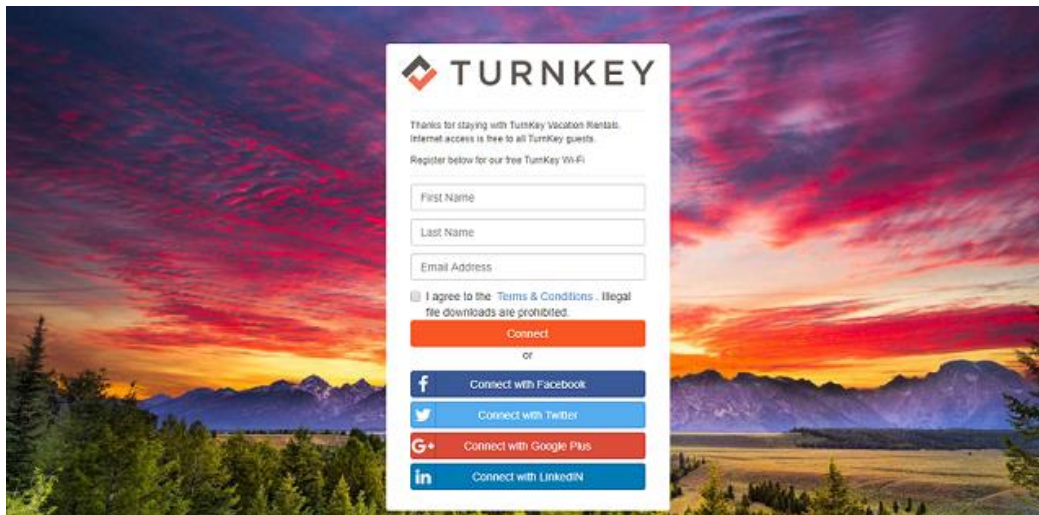 TURNKEY
Thanks for staying with TurnKey Vacation Rentals.
Internet access is free to all TurnKey guests.
Register below for our free TurnKey Wi-Fi
First Name
Last Name
Email Address
I agree to the Terms & Conditions . Illegal
file downloads are prohibited.
Connect
or
f Connect with Facebook
Connect with Twitter
G+ Connect with Google Plus
in Connect with LinkedIN